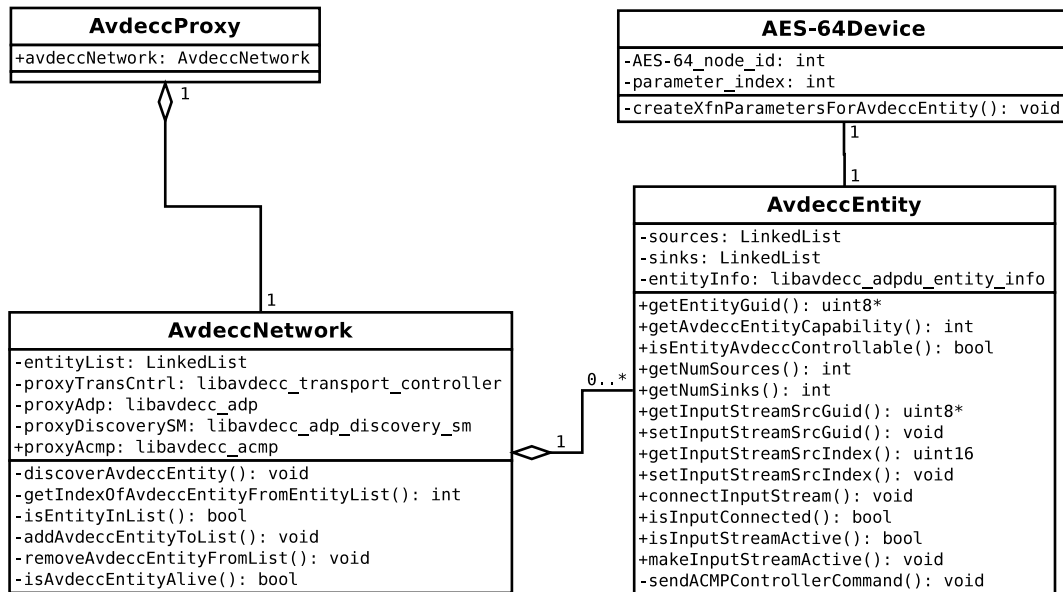 AvdeccProxy
+avdeccNetwork: AvdeccNetwork
1
1
AvdeccNetwork
-entityList: LinkedList
-proxyTransCntrl: libavdecc_transport_controller
-proxyAdp: libavdecc_adp
-proxyDiscoverySM: libavdecc_adp_discovery_sm
+proxyAcmp: libavdecc_acmp
-discoverAvdeccEntity(): void
-getIndexOfAvdeccEntityFromEntityList(): int
-isEntityInList(): bool
-addAvdeccEntityToList(): void
-removeAvdeccEntityFromList(): void
-isAvdeccEntityAlive(): bool
1
0..*
AES-64Device
-AES-64_node_id: int
-parameter_index: int
-createXfnParametersForAvdeccEntity(): void
1
1
AvdeccEntity
-sources: LinkedList
-sinks: LinkedList
-entityInfo: libavdecc_adpdu_entity_info
+getEntityGuid(): uint8*
+getAvdeccEntityCapability(): int
+isEntityAvdeccControllable(): bool
+getNumSources(): int
+getNumSinks(): int
+getInputStreamSrcGuid(): uint8*
+setInputStreamSrcGuid(): void
+getInputStreamSrcIndex(): uint16
+setInputStreamSrcIndex(): void
+connectInputStream(): void
+isInputConnected(): bool
+isInputStreamActive(): bool
+makeInputStreamActive(): void
-sendACMPControllerCommand(): void